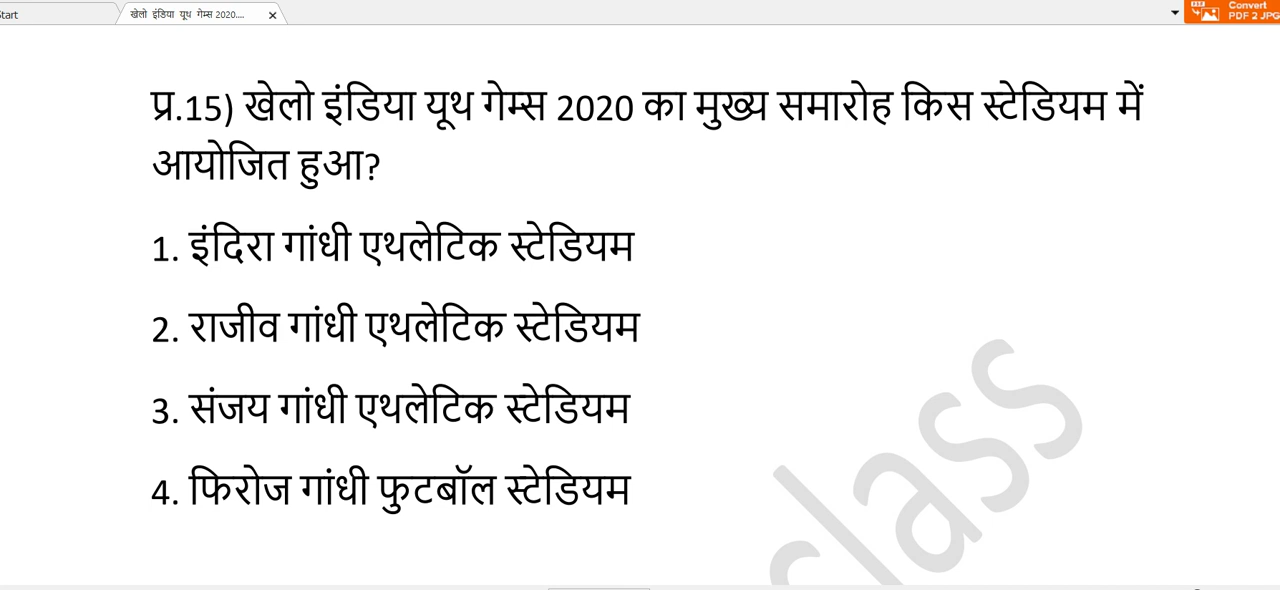 tart
खेलो इंडिया यूथ गेम्स 2020....
Convert
PDF 2 JPG
प्र.15) खेलो इंडिया यूथ गेम्स 2020 का मुख्य समारोह किस स्टेडियम में
आयोजित हुआ?
1. इंदिरा गांधी एथलेटिक स्टेडियम
2. राजीव गांधी एथलेटिक स्टेडियम
3. संजय गांधी एथलेटिक स्टेडियम
4. फिरोज गांधी फुटबॉल स्टेडियम
class